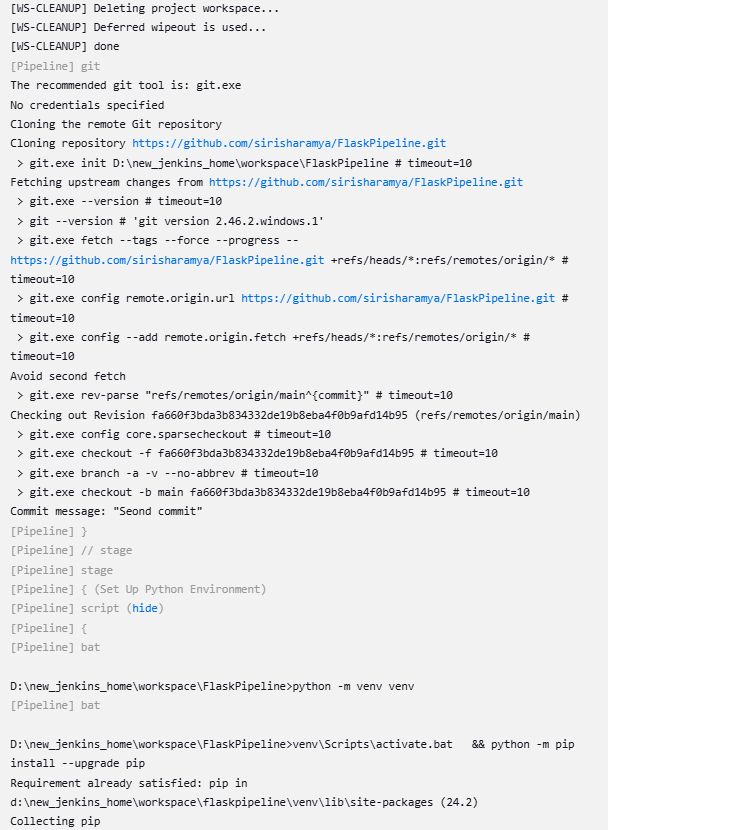 [WS-CLEANUP] Deleting project workspace...
[WS-CLEANUP] Deferred wipeout is used...
[WS-CLEANUP] done
[Pipeline] git
The recommended git tool is: git.exe
No credentials specified
Cloning the remote Git repository
Cloning repository https://github.com/sirisharamya/FlaskPipeline.git
 > git.exe init D:\new_jenkins_home\workspace\FlaskPipeline # timeout=10
Fetching upstream changes from https://github.com/sirisharamya/FlaskPipeline.git
 > git.exe --version # timeout=10
 > git --version # 'git version 2.46.2.windows.1'
 > git.exe fetch --tags --force --progress --
https://github.com/sirisharamya/FlaskPipeline.git +refs/heads/*:refs/remotes/origin/* #
timeout=10
 > git.exe config remote.origin.url https://github.com/sirisharamya/FlaskPipeline.git #
timeout=10
 > git.exe config --add remote.origin.fetch +refs/heads/*:refs/remotes/origin/* #
timeout=10
Avoid second fetch
 > git.exe rev-parse "refs/remotes/origin/main^{commit}" # timeout=10
Checking out Revision fa660f3bda3b834332de19b8eba4f0b9afd14b95 (refs/remotes/origin/main)
 > git.exe config core.sparsecheckout # timeout=10
 > git.exe checkout -f fa660f3bda3b834332de19b8eba4f0b9afd14b95 # timeout=10
 > git.exe branch -a -v --no-abbrev # timeout=10
 > git.exe checkout -b main fa660f3bda3b834332de19b8eba4f0b9afd14b95 # timeout=10
Commit message: "Seond commit"
[Pipeline] }
[Pipeline] // stage
[Pipeline] stage
[Pipeline] { (Set Up Python Environment)
[Pipeline] script (hide)
[Pipeline] {
[Pipeline] bat
D:\new_jenkins_home\workspace\FlaskPipeline>python -m venv venv
[Pipeline] bat
D:\new_jenkins_home\workspace\FlaskPipeline>venv\Scripts\activate.bat   && python -m pip
install --upgrade pip
Requirement already satisfied: pip in
d:\new_jenkins_home\workspace\flaskpipeline\venv\lib\site-packages (24.2)
Collecting pip